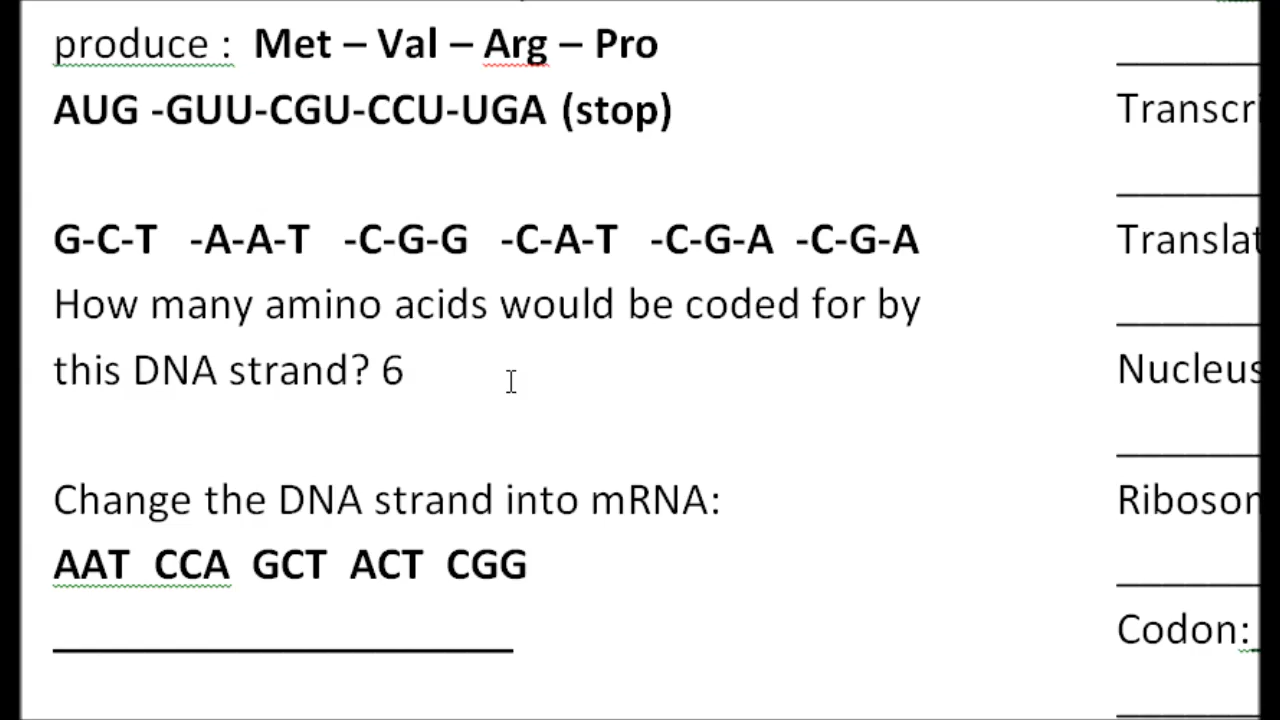 produce : Met – Val – Arg – Pro
AUG -GUU-CGU-CCU-UGA (stop)
G-C-T -A-A-T -C-G-G -C-A-T -C-G-A -C-G-A
How many amino acids would be coded for by
this DNA strand? 6
Change the DNA strand into mRNA:
AAT CCA GCT ACT CGG
Transcri
Translat
Nucleus
Riboson
Codon: